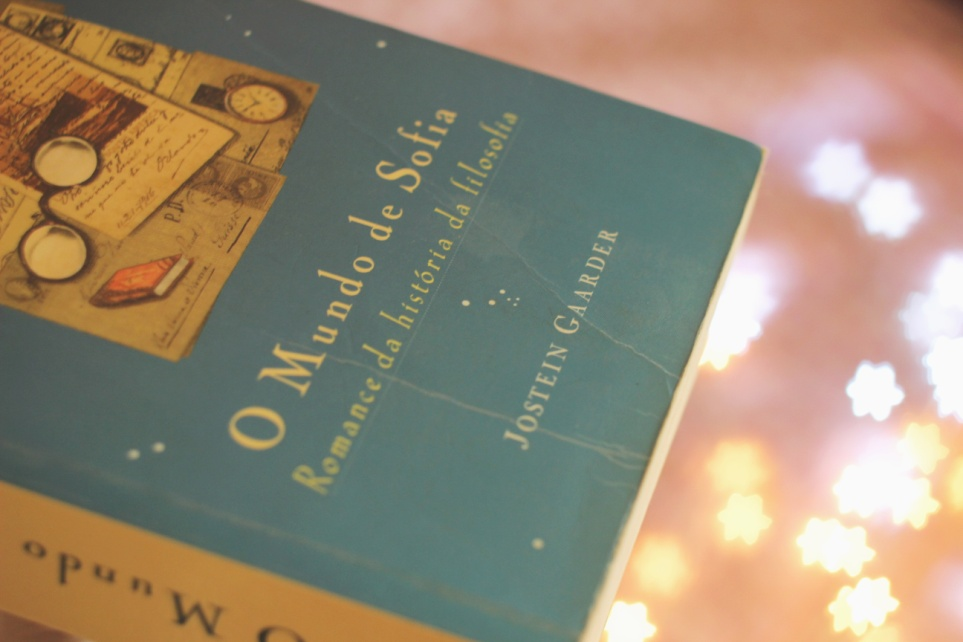 JOSTEIN GAARDER
O Mundo de Sofia
Romance da história da filosofia
O Mundo